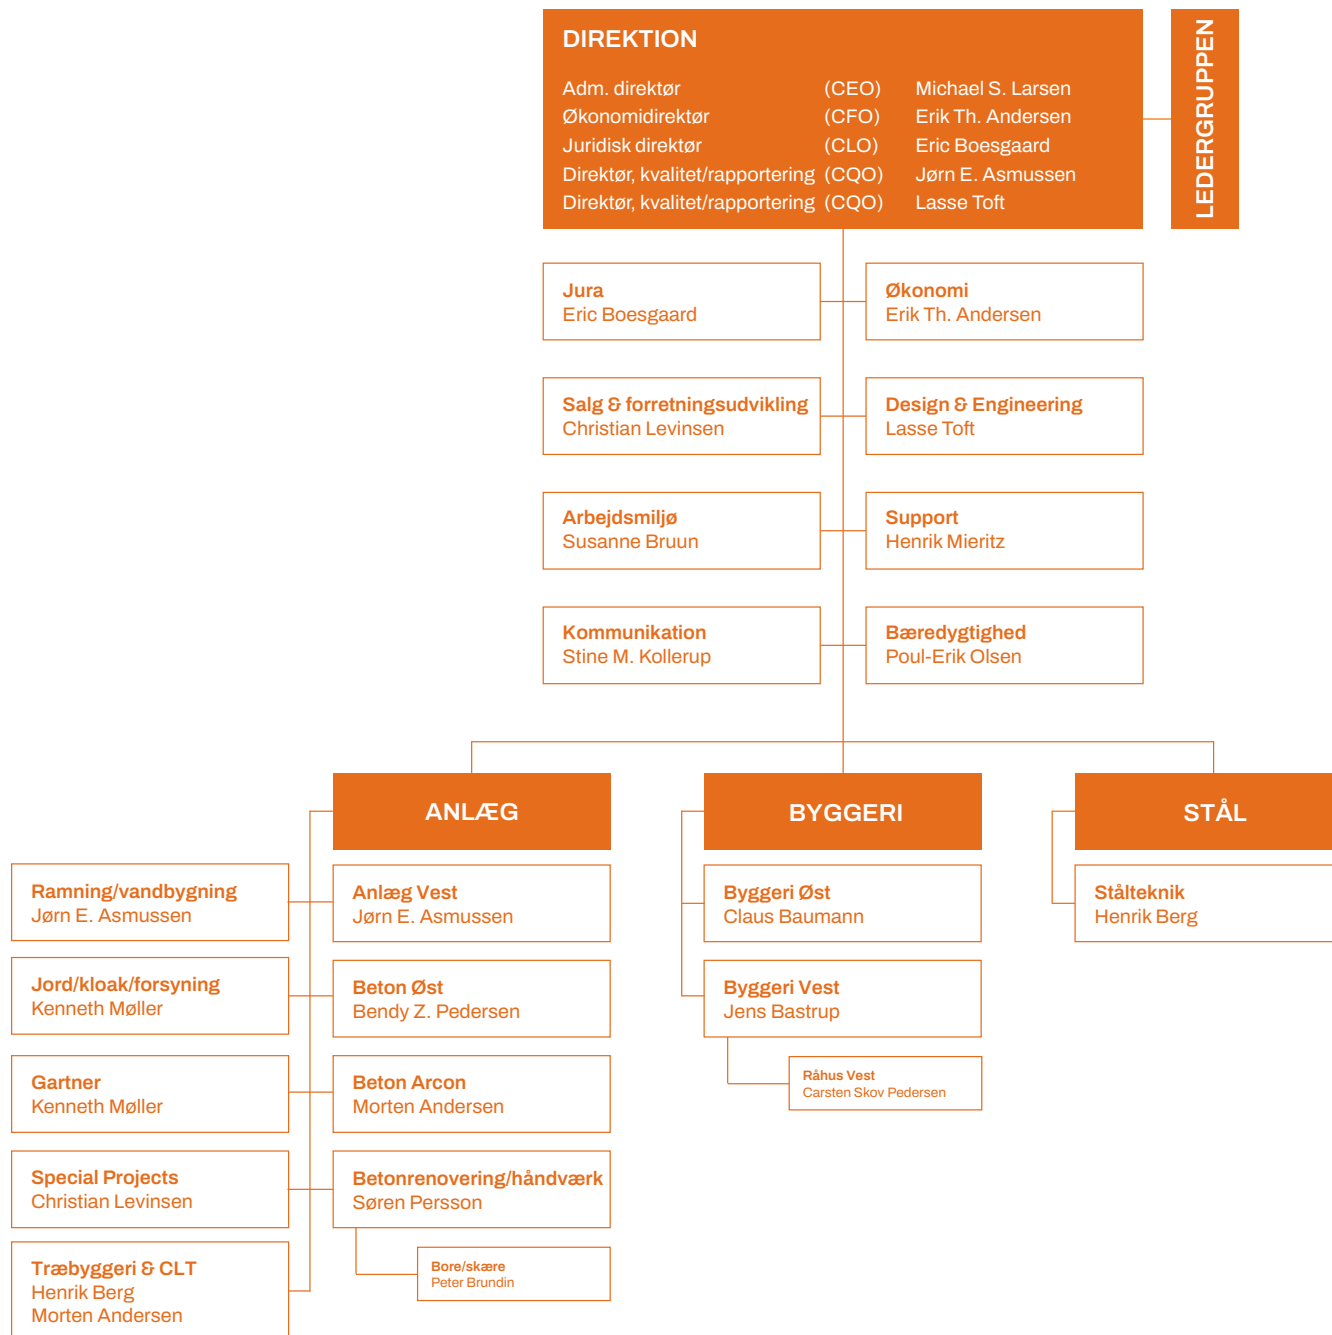 DIREKTION
Adm. direktør (CEO) Michael S. Larsen
Økonomidirektør (CFO) Erik Th. Andersen
Juridisk direktør (CLO) Eric Boesgaard
Direktør, kvalitet/rapportering (CQO) Jørn E. Asmussen
Direktør, kvalitet/rapportering (CQO) Lasse Toft
LEDERGRUPPEN
Jura
Eric Boesgaard
Økonomi
Erik Th. Andersen
Salg & forretningsudvikling
Christian Levinsen
Design & Engineering
Lasse Toft
Arbejdsmiljø
Susanne Bruun
Support
Henrik Mieritz
Kommunikation
Stine M. Kollerup
Bæredygtighed
Poul-Erik Olsen
ANLÆG
Ramning/vandbygning
Jørn E. Asmussen
Anlæg Vest
Jørn E. Asmussen
Jord/kloak/forsyning
Kenneth Møller
Beton Øst
Bendy Z. Pedersen
Gartner
Kenneth Møller
Beton Arcon
Morten Andersen
Special Projects
Christian Levinsen
Betonrenovering/håndværk
Søren Persson
Træbyggeri & CLT
Henrik Berg
Morten Andersen
Bore/skære
Peter Brundin
BYGGERI
Byggeri Øst
Claus Baumann
Byggeri Vest
Jens Bastrup
Råhus Vest
Carsten Skov Pedersen
STÅL
Stålteknik
Henrik Berg